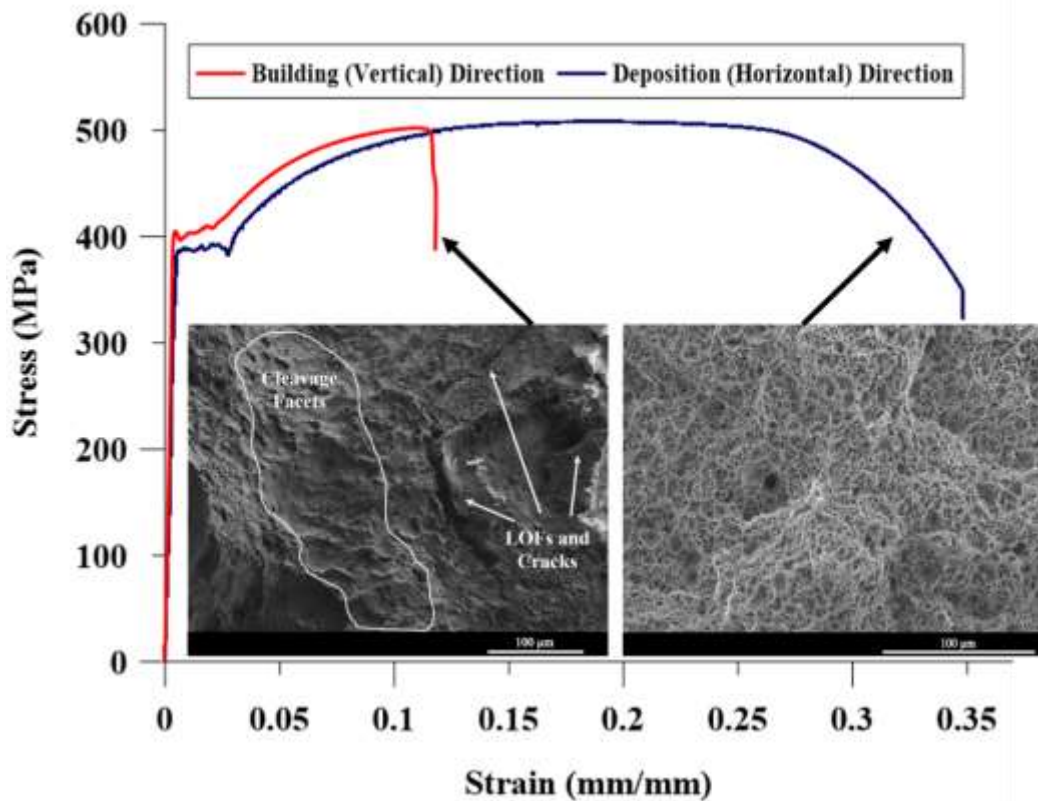 600
500
400
300
200
100
0
Stress (MPa)
Building (Vertical) Direction
Deposition (Horizontal) Direction
Cleavage
Facets
LOFs and
Cracks
100 μm
100 μm
0
0.05
0.1
0.15
0.2
0.25
0.3
0.35
Strain (mm/mm)